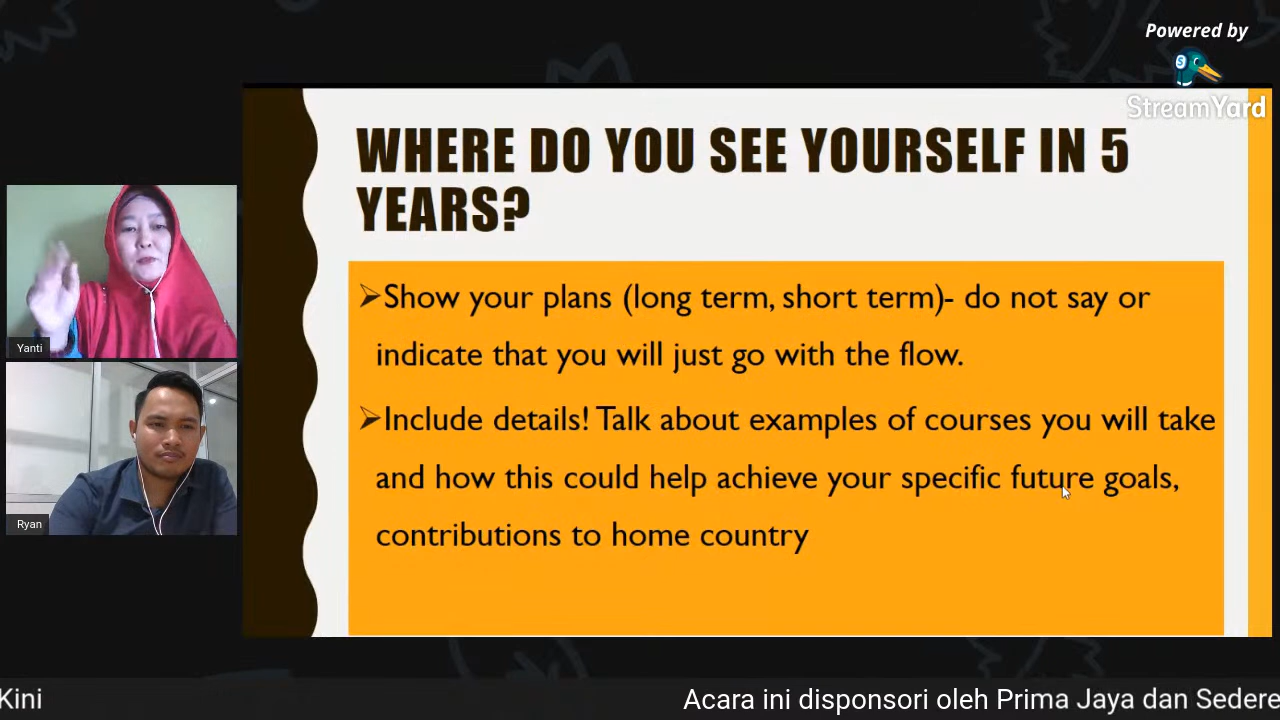 Powered by
StreamYard
WHERE DO YOU SEE YOURSELF IN 5
YEARS?
➤Show your plans (long term, short term)- do not say or
indicate that you will just go with the flow.
➤Include details! Talk about examples of courses you will take
and how this could help achieve your specific future goals,
contributions to home country
Yanti
Ryan
Kini
Acara ini disponsori oleh Prima Jaya dan Sedere